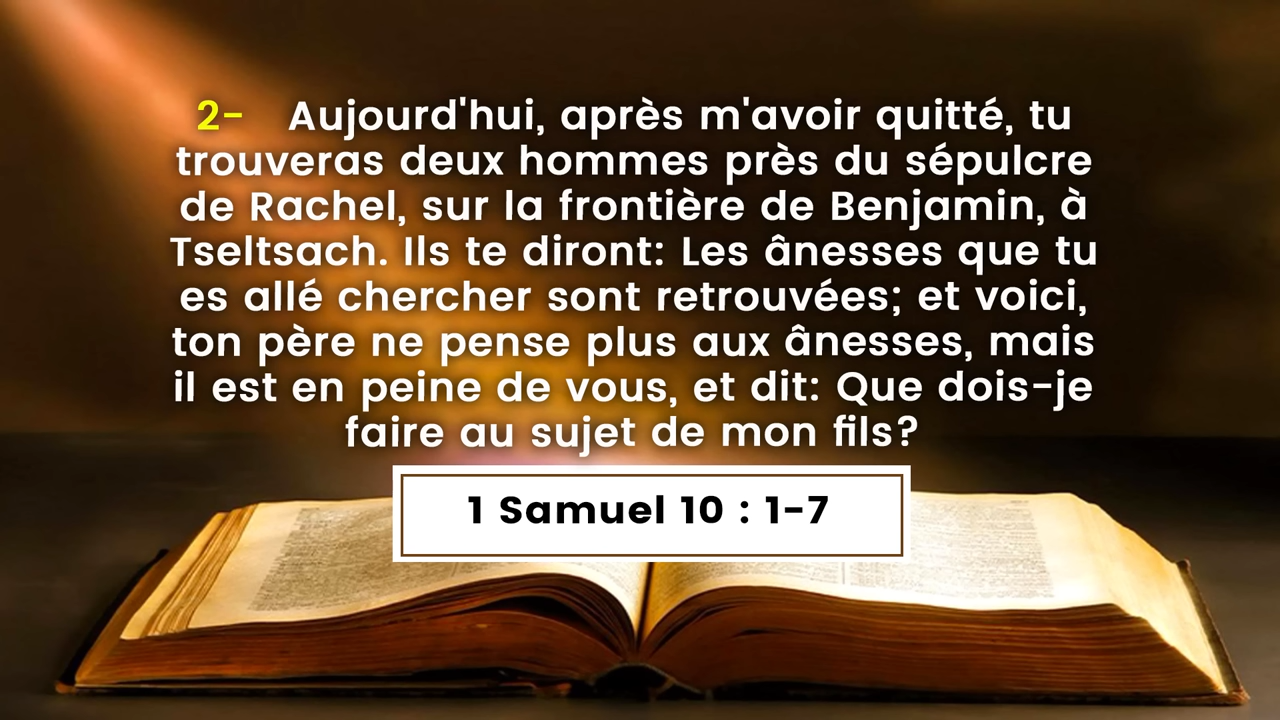 2- Aujourd'hui, après m'avoir quitté, tu
trouveras deux hommes près du sépulcre
de Rachel, sur la frontière de Benjamin, à
Tseltsach. Ils te diront: Les ânesses que tu
es allé chercher sont retrouvées; et voici,
ton père ne pense plus aux ânesses, mais
il est en peine de vous, et dit: Que dois-je
faire au sujet de mon fils?
1 Samuel 10 : 1-7